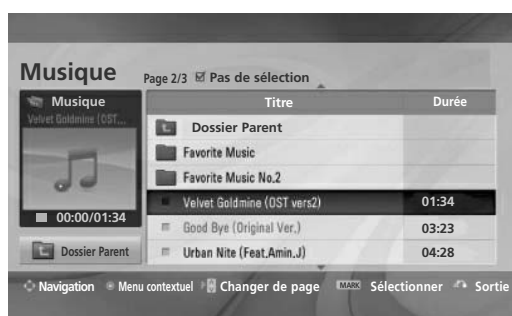 Musique
Page 2/3 Pas de sélection
Musique
Velvet Goldmine (OST...
00:00/01:34
Dossier Parent
Titre Durée
Dossier Parent
Favorite Music
Favorite Music No.2
Velvet Goldmine (OST vers2) 01:34
Good Bye (Original Ver.) 03:23
Urban Nite (Feat.Amin.J) 04:28
Navigation Menu contextuel Changer de page MARK Sélectionner Sortie